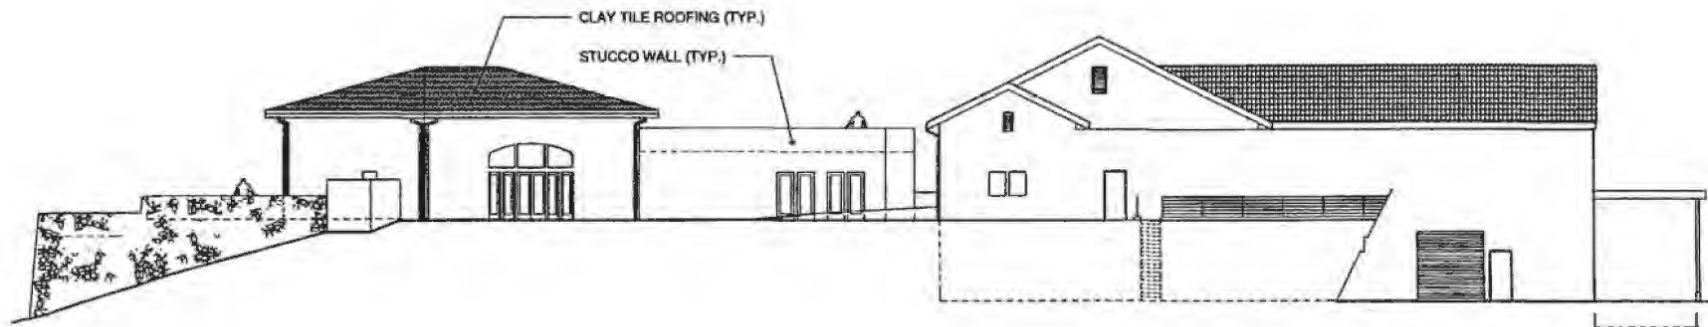 CLAY TILE ROOFING (TYP.)
STUCCO WALL (TYP.)